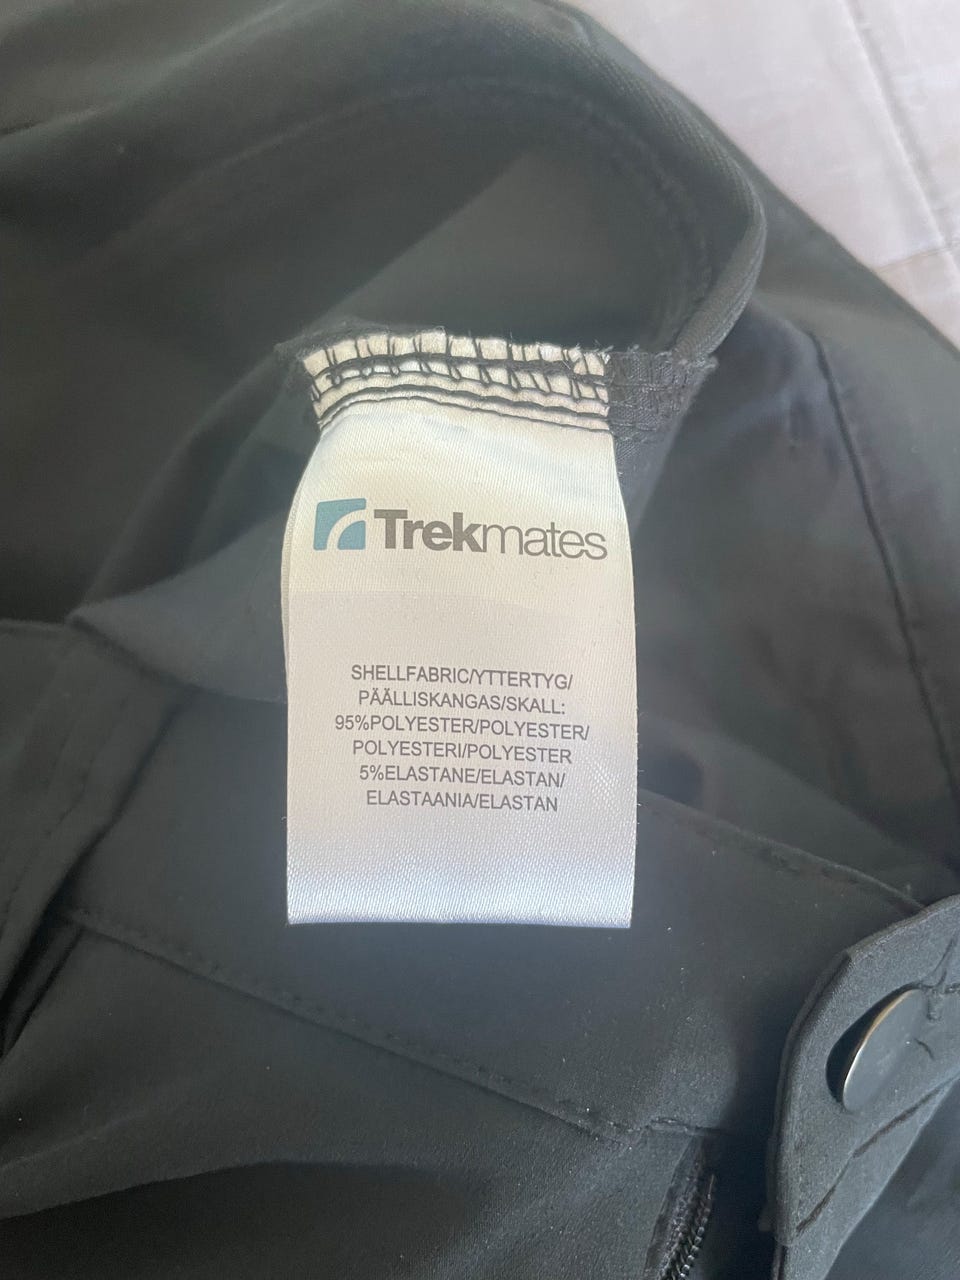 Trekmates
SHELLFABRIC/YTTERTYG/
PÄÄLLISKANGAS/SKALL:
95%POLYESTER/POLYESTER/
POLYESTERI/POLYESTER
5%ELASTANE/ELASTAN/
ELASTAANIA/ELASTAN